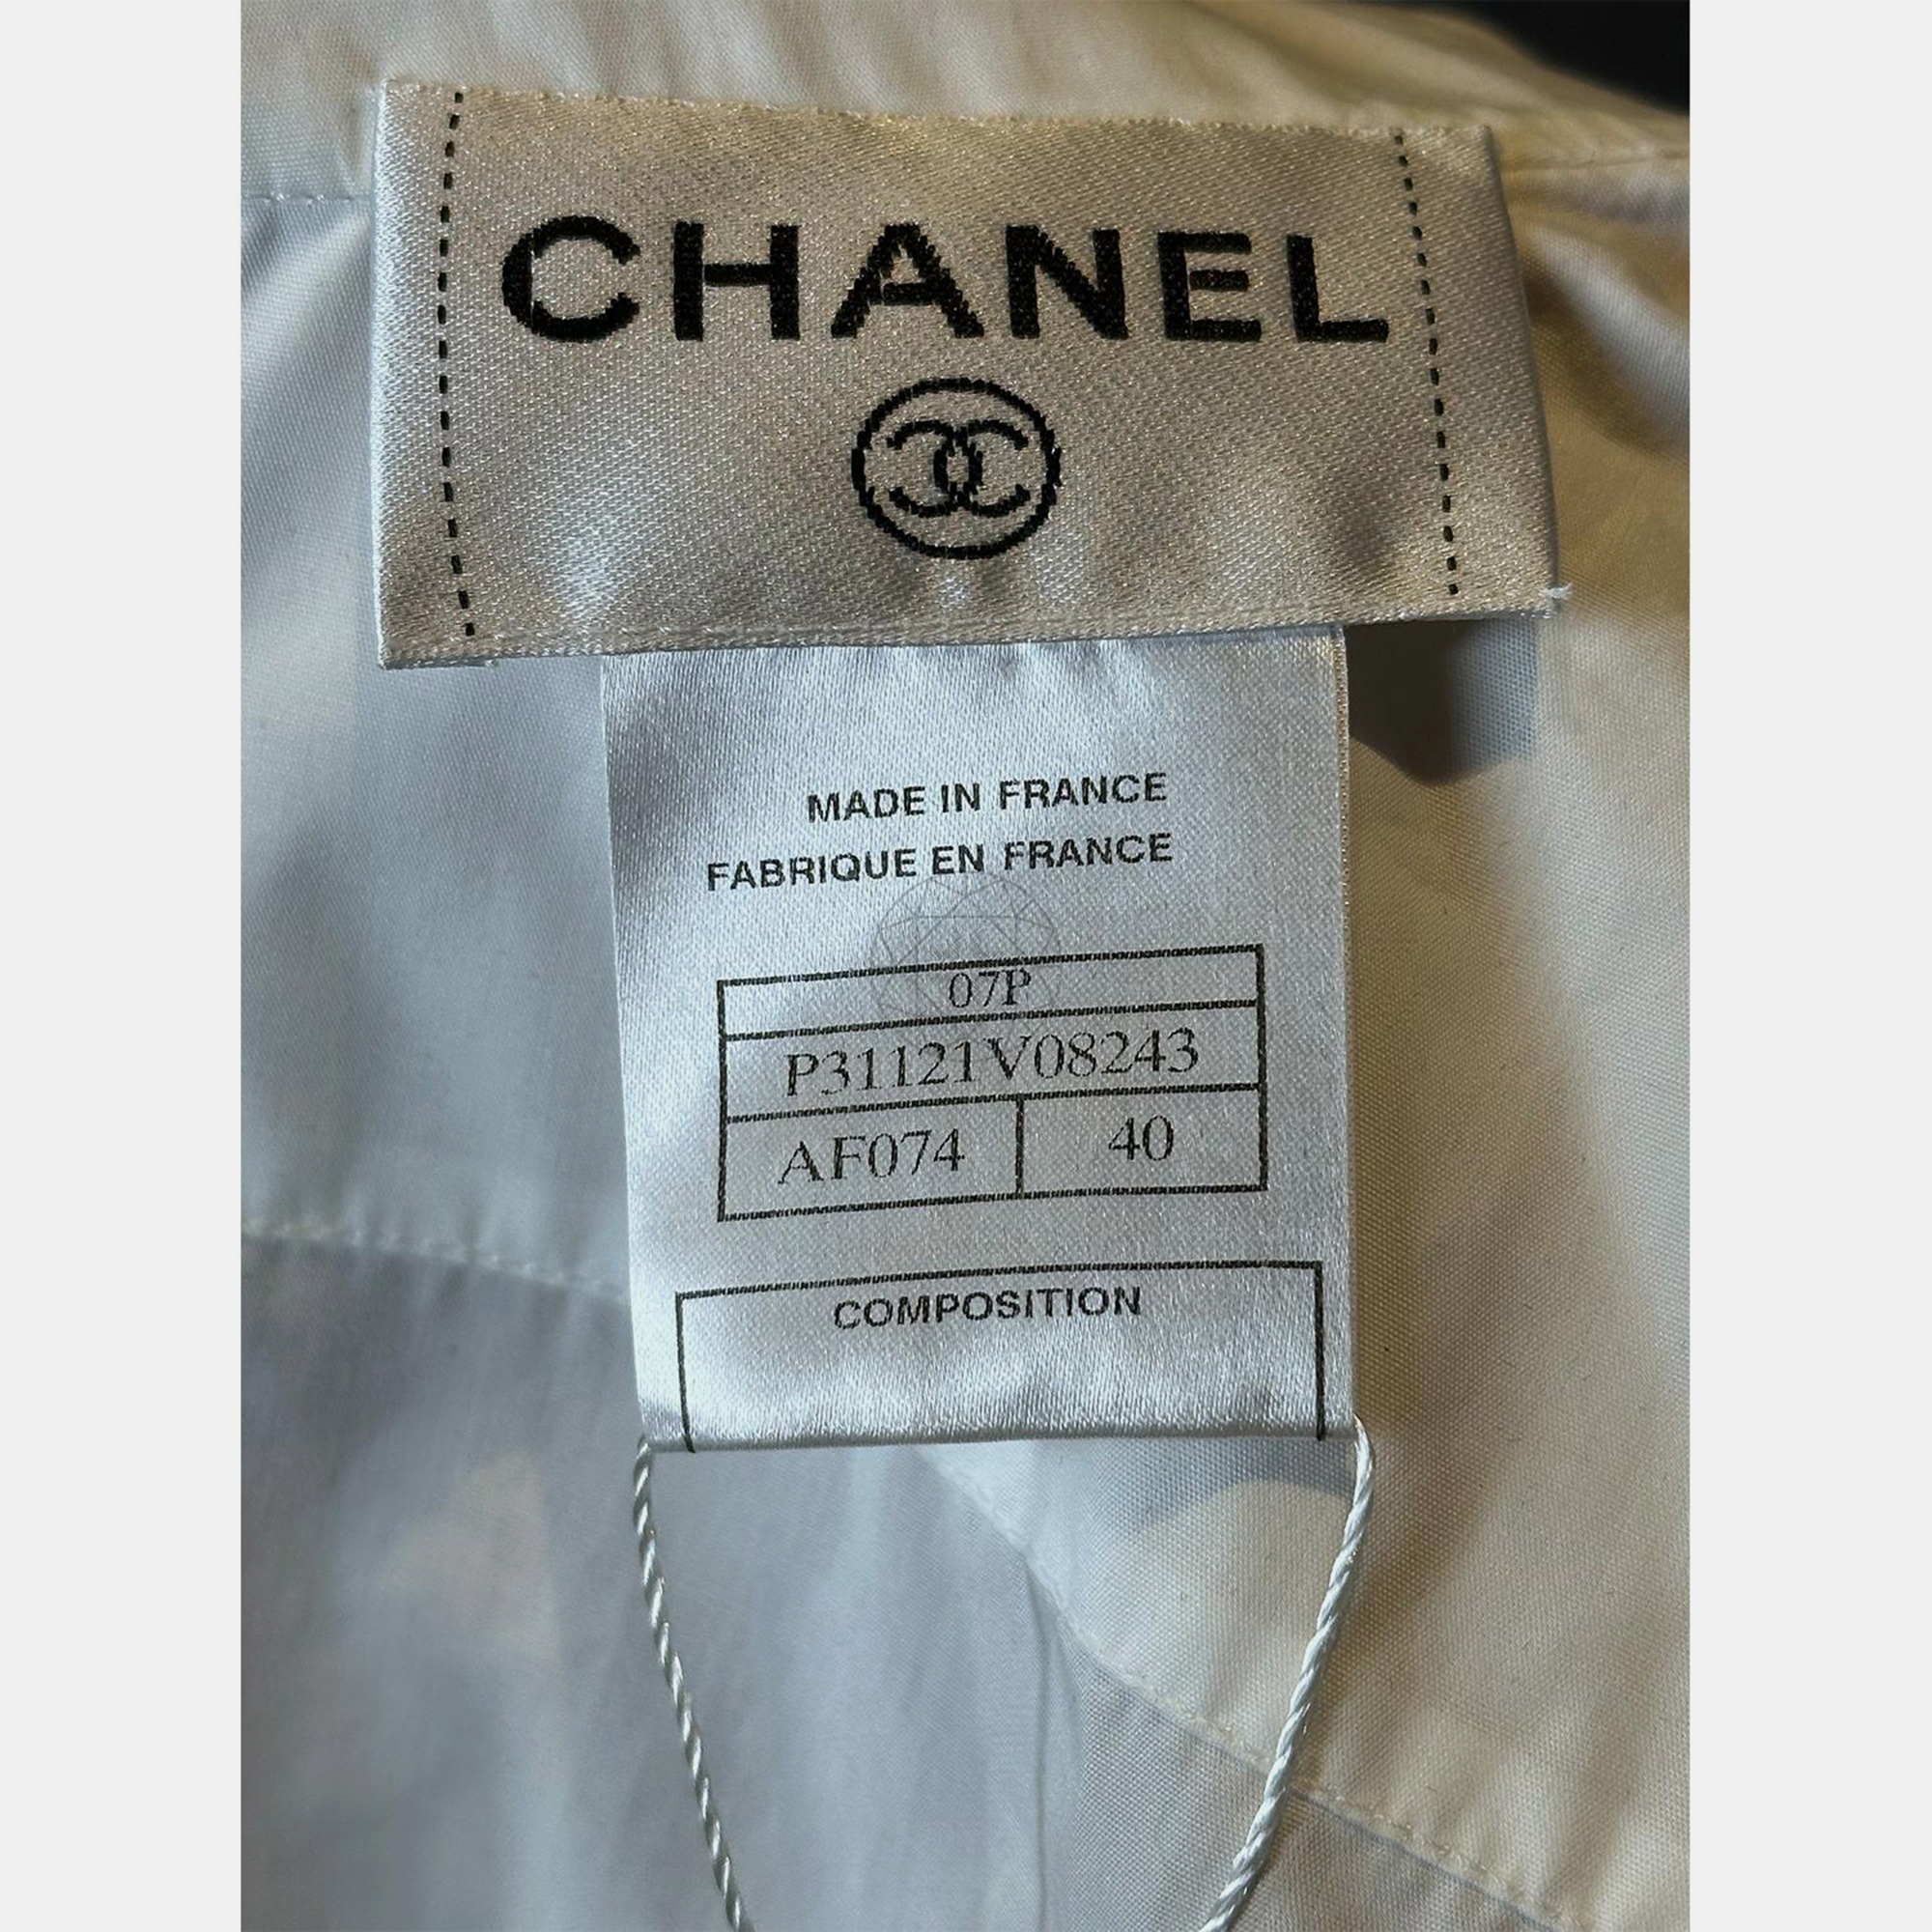 CHANEL
MADE IN FRANCE
FABRIQUE EN FRANCE
07P
P31121V08243
AF074 40
COMPOSITION